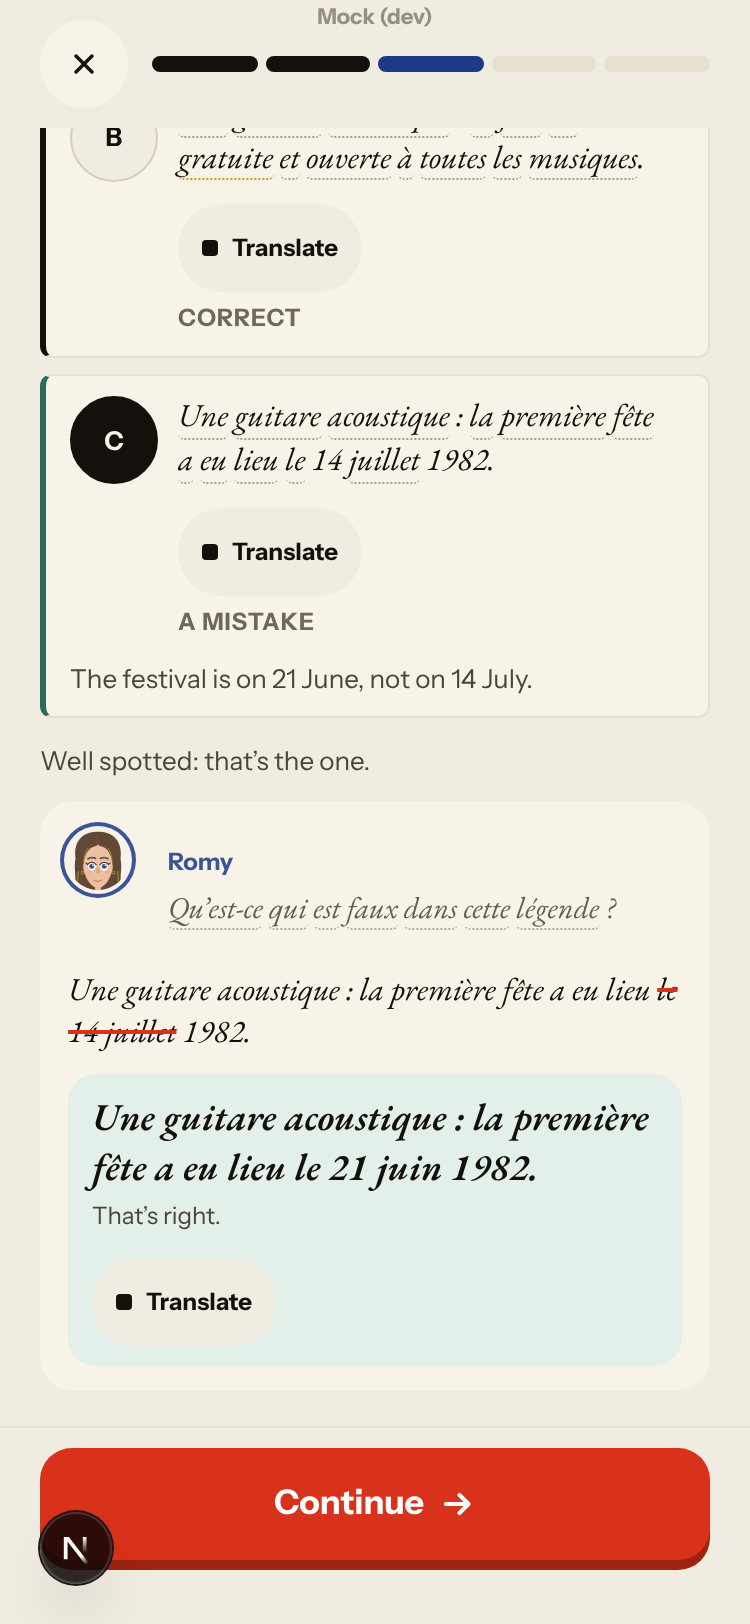 Mock (dev)
B
gratuite et ouverte à toutes les musiques.
Translate
CORRECT
C
Une guitare acoustique : la première fête
a eu lieu le 14 juillet 1982.
Translate
A MISTAKE
The festival is on 21 June, not on 14 July.
Well spotted: that’s the one.
Romy
Qu’est-ce qui est faux dans cette légende ?
Une guitare acoustique : la première fête a eu lieu le
14 juillet 1982.
Une guitare acoustique : la première
fête a eu lieu le 21 juin 1982.
That’s right.
Translate
Continue →
N